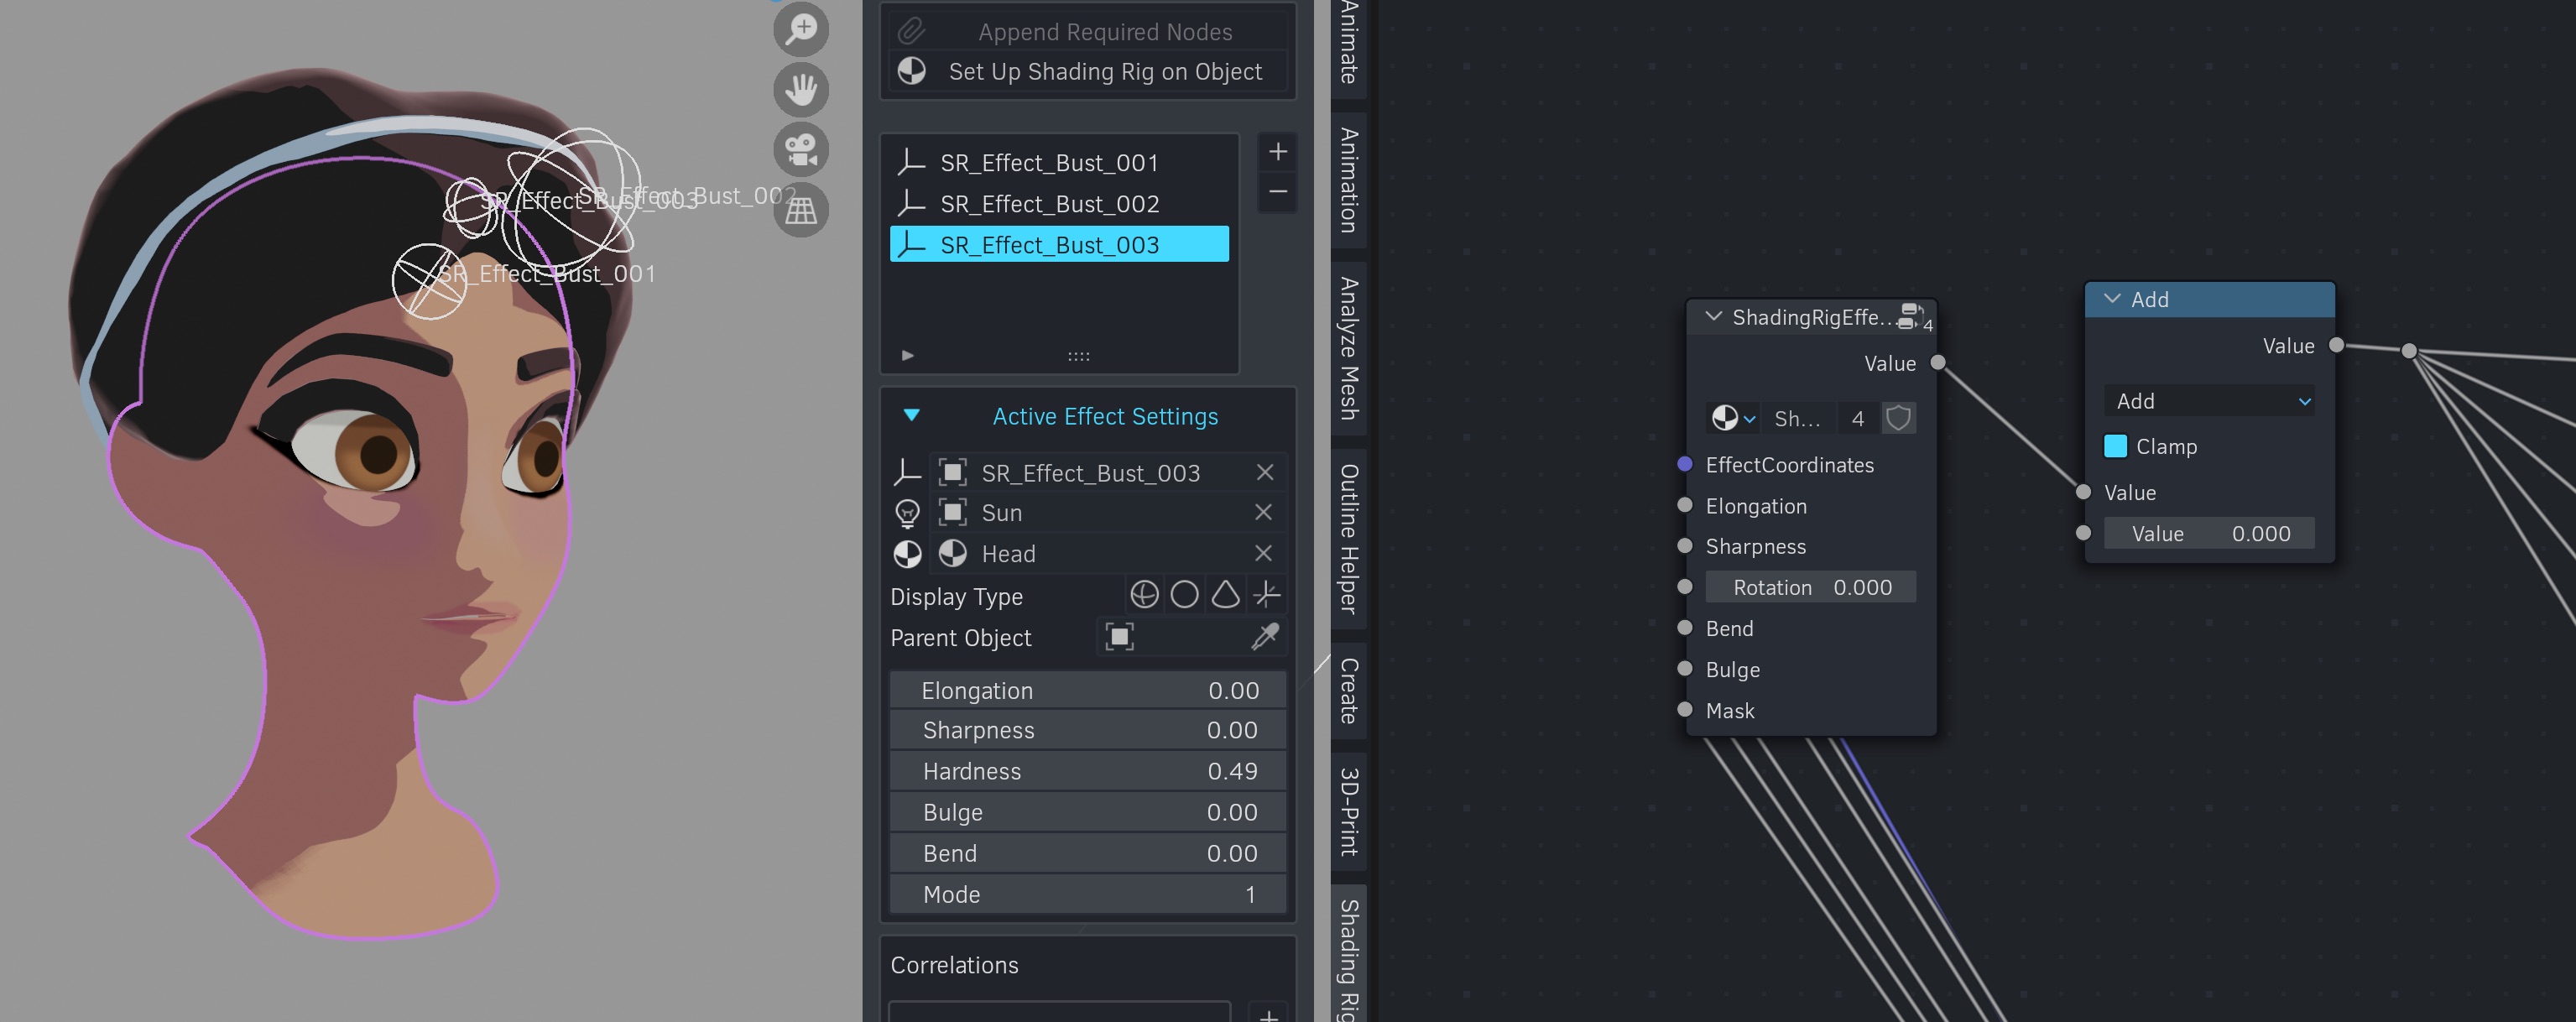 SR_Effect_Bust_002
SR_Effect_Bust_003
SR_Effect_Bust_001
Append Required Nodes
Set Up Shading Rig on Object
SR_Effect_Bust_001
SR_Effect_Bust_002
SR_Effect_Bust_003
Active Effect Settings
SR_Effect_Bust_003
Sun
Head
Display Type
Parent Object
Elongation 0.00
Sharpness 0.00
Hardness 0.49
Bulge 0.00
Bend 0.00
Mode 1
Correlations
Animate
Animation
Analyze Mesh
Outline Helper
Create
3D-Print
Shading Rig
ShadingRigEffe... 4
Value
Sh... 4
EffectCoordinates
Elongation
Sharpness
Rotation 0.000
Bend
Bulge
Mask
Add
Value
Add
Clamp
Value
Value 0.000